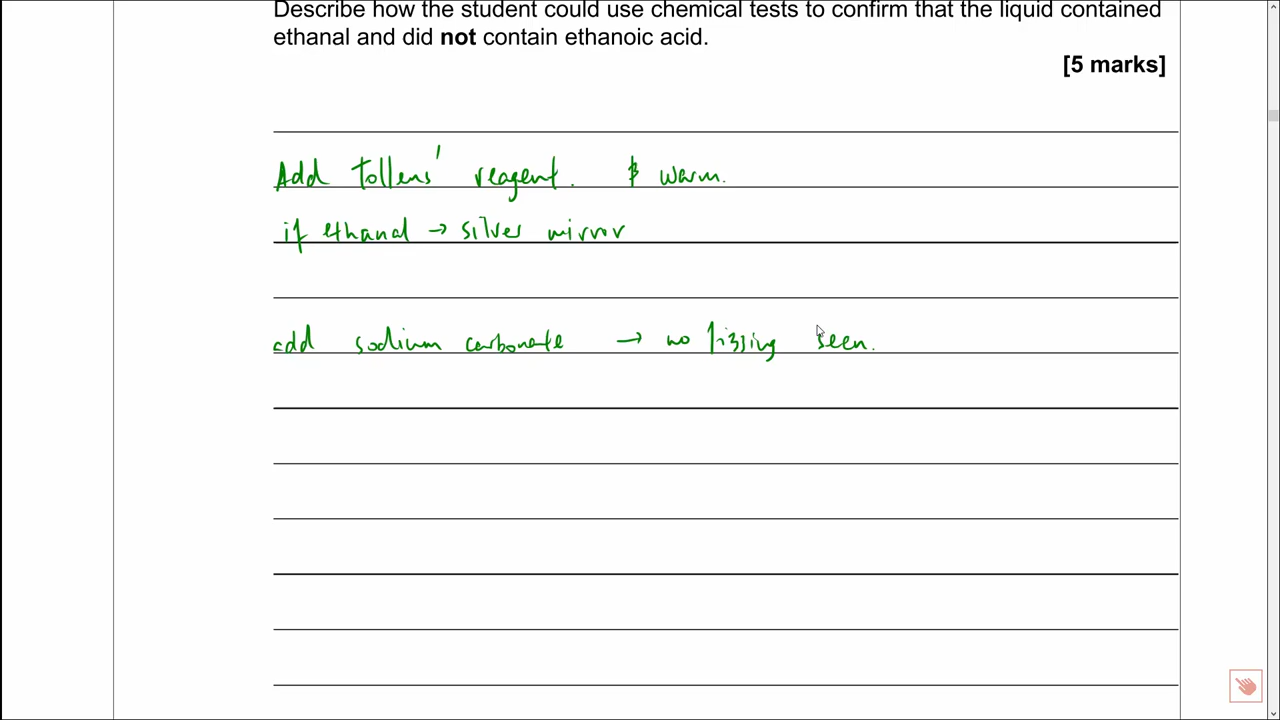 Describe how the student could use chemical tests to confirm that the liquid contained
ethanal and did not contain ethanoic acid.
[5 marks]
Add tollens' reagent. & warm.
if ethanal → silver mirror
add sodium carbonate → no fizzing seen.